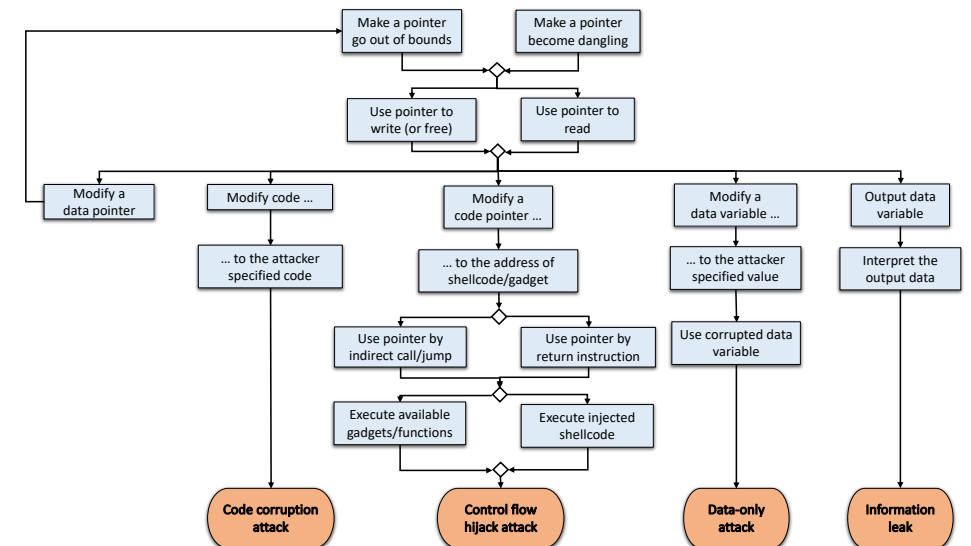 Make a pointer
go out of bounds
Make a pointer
become dangling
Use pointer to
write (or free)
Use pointer to
read
Modify a
data pointer
Modify code …
Modify a
code pointer …
Modify a
data variable …
Output data
variable
… to the attacker
specified code
… to the address of
shellcode/gadget
… to the attacker
specified value
Interpret the
output data
Use pointer by
indirect call/jump
Use pointer by
return instruction
Use corrupted data
variable
Execute available
gadgets/functions
Execute injected
shellcode
Code corruption
attack
Control flow
hijack attack
Data-only
attack
Information
leak